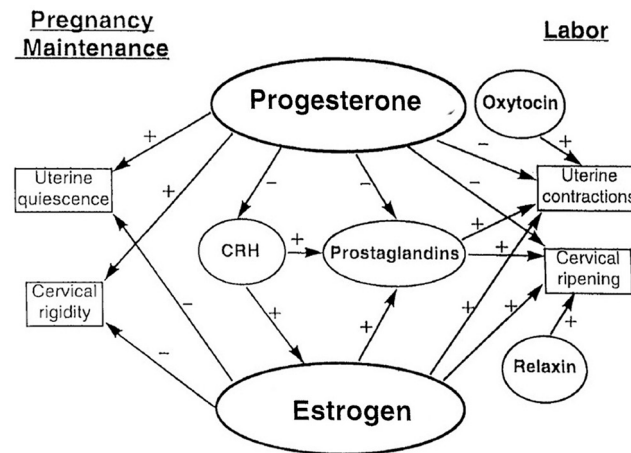 Pregnancy
Maintenance
Labor
Progesterone
Oxytocin
+
+
+
-
-
-
-
Uterine
quiescence
Uterine
contractions
CRH
+
Prostaglandins
+
+
Cervical
ripening
Cervical
rigidity
-
-
+
+
+
+
+
Relaxin
Estrogen